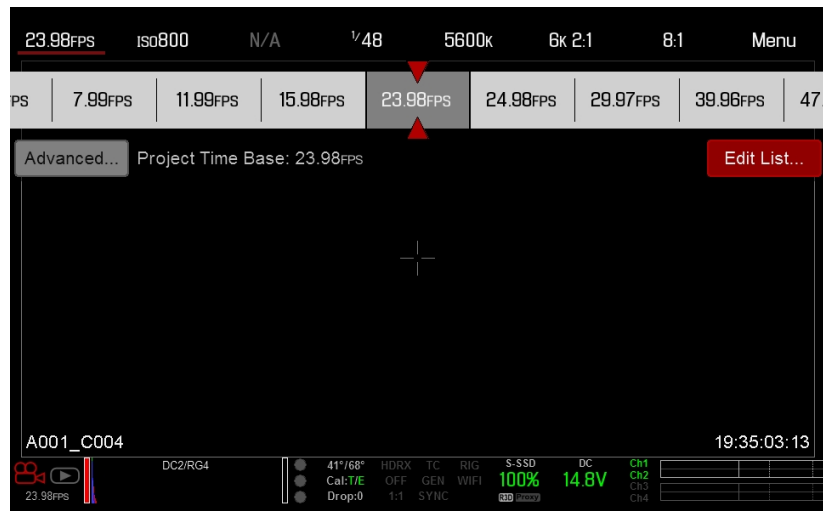 23.98FPS ISO800 N/A 1/48 5600K 6K 2:1 8:1 Menu
PS 7.99FPS 11.99FPS 15.98FPS 23.98FPS 24.98FPS 29.97FPS 39.96FPS 47.
Advanced... Project Time Base: 23.98FPS Edit List...
A001_C004 19:35:03:13
DC2/RG4 41°/68° HDRX TC RIG S-SSD DC Ch1
Cal:T/E OFF GEN WIFI 100% 14.8V Ch2
23.98FPS Drop:0 1:1 SYNC R3D Proxy Ch3
Ch4